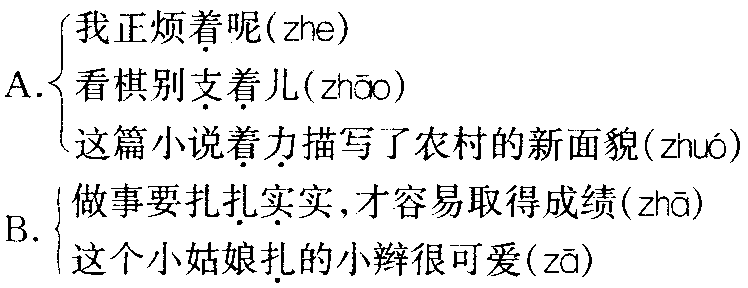 我正烦着呢(zhe)
A.看棋别支着儿(zhāo)
这篇小说着力描写了农村的新面貌(zhuó)
B.做事要扎扎实实,才容易取得成绩(zhā)
这个小姑娘扎的小辫很可爱(zā)